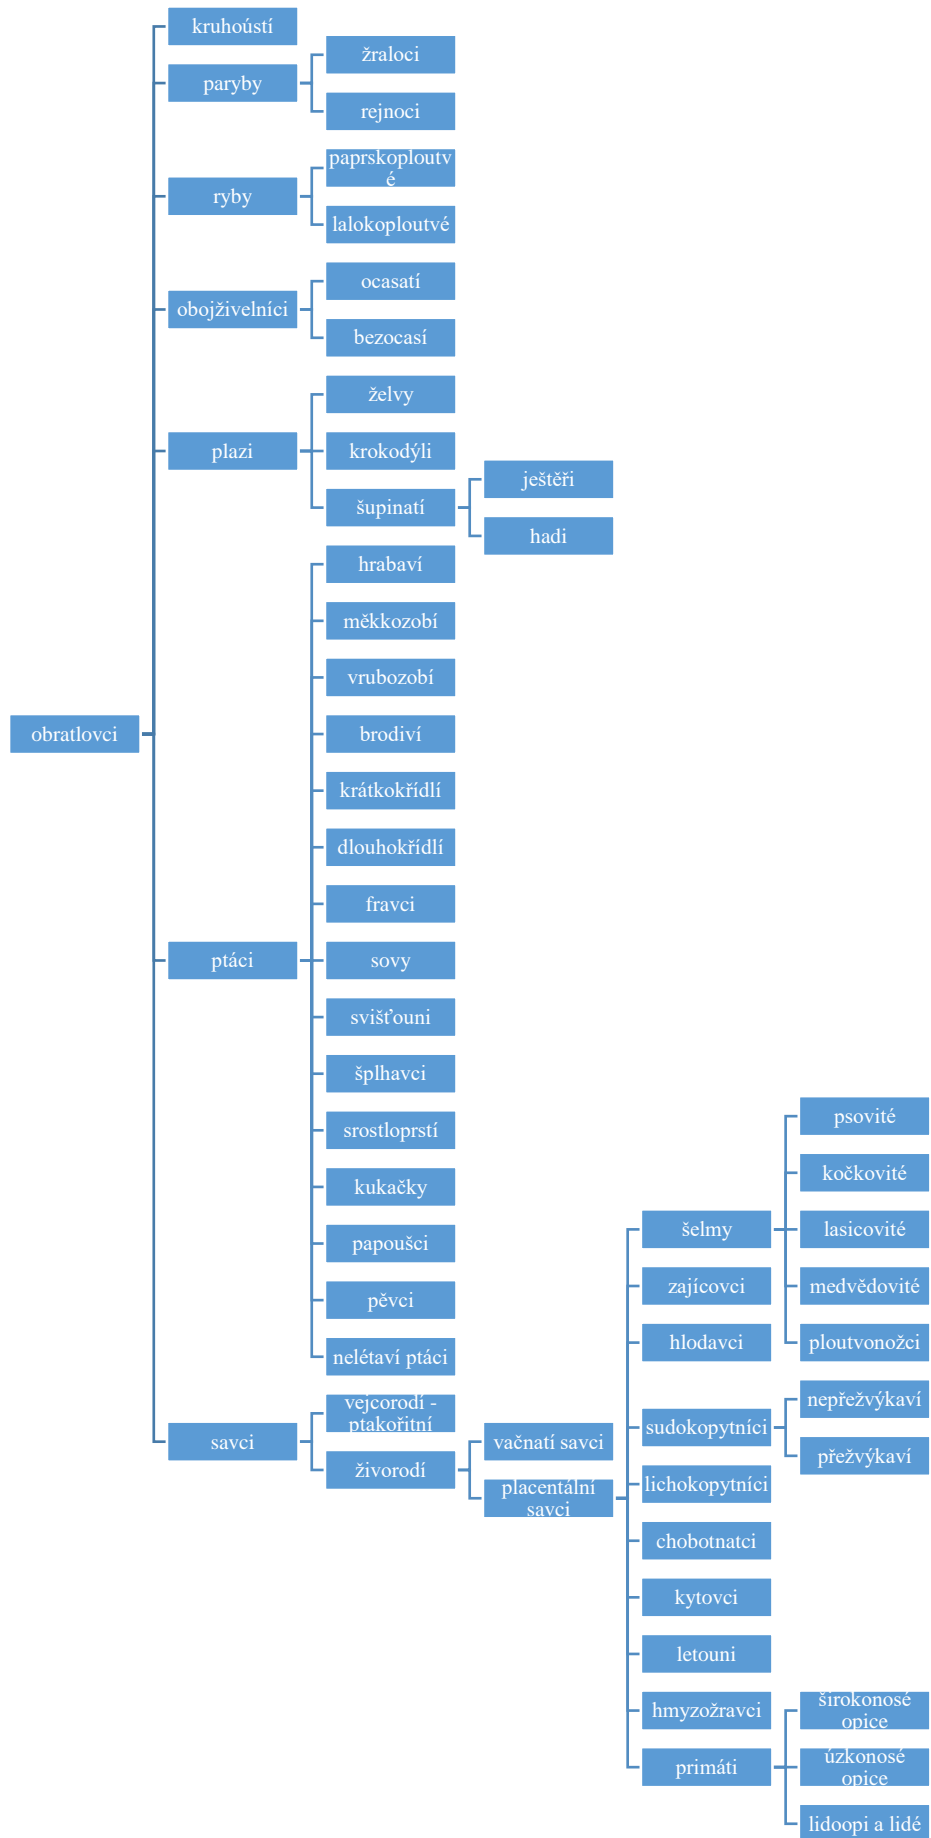 kruhoústí
žraloci
paryby
rejnoci
paprskoploutv
é
ryby
lalokoploutvé
ocasatí
obojživelníci
bezocasí
želvy
plazi
krokodýli
ještěři
šupinatí
hadi
hrabaví
měkkozobí
vrubozobí
obratlovci
brodiví
krátkokřídlí
dlouhokřídlí
fravci
ptáci
sovy
svišťouni
šplhavci
srostloprstí
kukačky
papoušci
pěvci
nelétaví ptáci
savci
vejcorodí -
ptakořitní
živorodí
vačnatí savci
placentální
savci
šelmy
psovité
kočkovité
lasicovité
medvědovité
ploutvonožci
zajícovci
hlodavci
sudokopytníci
nepřežvýkaví
přežvýkaví
lichokopytníci
chobotnatci
kytovci
letouni
hmyzožravci
primáti
širokonosé
opice
úzkonosé
opice
lidoopi a lidé